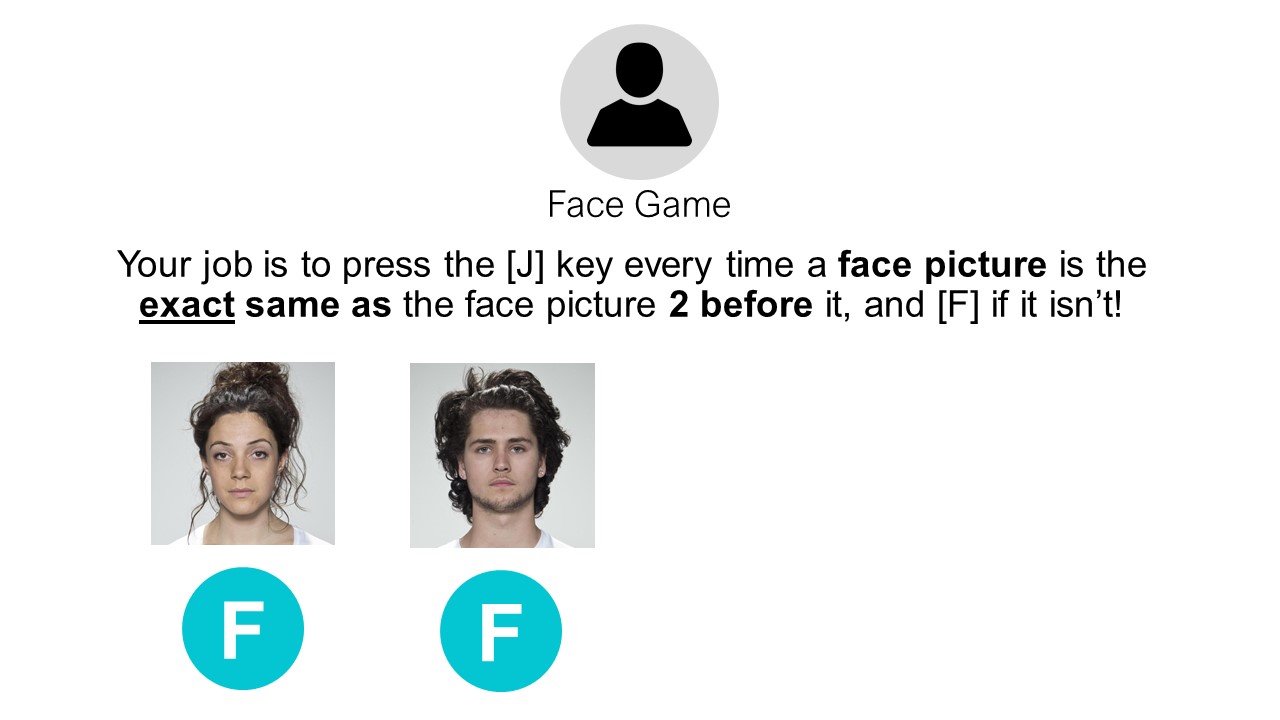 Face Game
Your job is to press the [J] key every time a face picture is the
exact same as the face picture 2 before it, and [F] if it isn’t!
F F